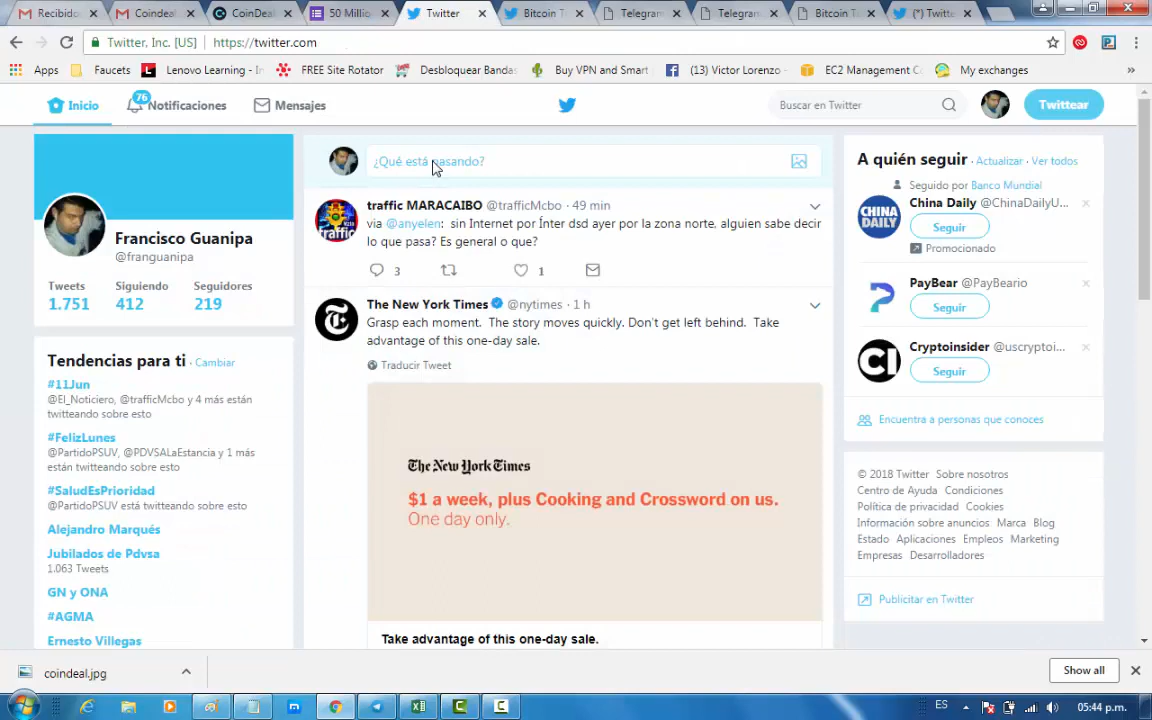 Recibido
Coindeal
CoinDeal
50 Millio
Twitter
Bitcoin T
Telegram
Telegram
Bitcoin T
(*) Twitte
Twitter, Inc. [US]
https://twitter.com
Apps
Faucets
Lenovo Learning - In
FREE Site Rotator
Desbloquear Bandas
Buy VPN and Smart
(13) Victor Lorenzo
EC2 Management Co
My exchanges
»
Inicio
76
Notificaciones
Mensajes
Buscar en Twitter
Twittear
Francisco Guanipa
@franguanipa
Tweets Siguiendo Seguidores
1.751 412 219
Tendencias para ti · Cambiar
#11Jun
@El_Noticiero, @trafficMcbo y 4 más están
twitteando sobre esto
#FelizLunes
@PartidoPSUV, @PDVSALaEstancia y 1 más
están twitteando sobre esto
#SaludEsPrioridad
@PartidoPSUV está twitteando sobre esto
Alejandro Marqués
Jubilados de Pdvsa
1.063 Tweets
GN y ONA
#AGMA
Ernesto Villegas
¿Qué está pasando?
traffic MARACAIBO @trafficMcbo · 49 min
via @anyelen: sin Internet por Ínter dsd ayer por la zona norte, alguien sabe decir
lo que pasa? Es general o que?
3 1
The New York Times @nytimes · 1 h
Grasp each moment. The story moves quickly. Don't get left behind. Take
advantage of this one-day sale.
Traducir Tweet
The New York Times
$1 a week, plus Cooking and Crossword on us.
One day only.
Take advantage of this one-day sale.
A quién seguir · Actualizar · Ver todos
Seguido por Banco Mundial
China Daily @ChinaDailyU...
CHINA
DAILY
Seguir
Promocionado
PayBear @PayBeario
Seguir
Cryptoinsider @uscryptoi...
CI
Seguir
Encuentra a personas que conoces
© 2018 Twitter Sobre nosotros
Centro de Ayuda Condiciones
Política de privacidad Cookies
Información sobre anuncios Marca Blog
Estado Aplicaciones Empleos Marketing
Empresas Desarrolladores
Publicitar en Twitter
coindeal.jpg
Show all
ES
05:44 p.m.